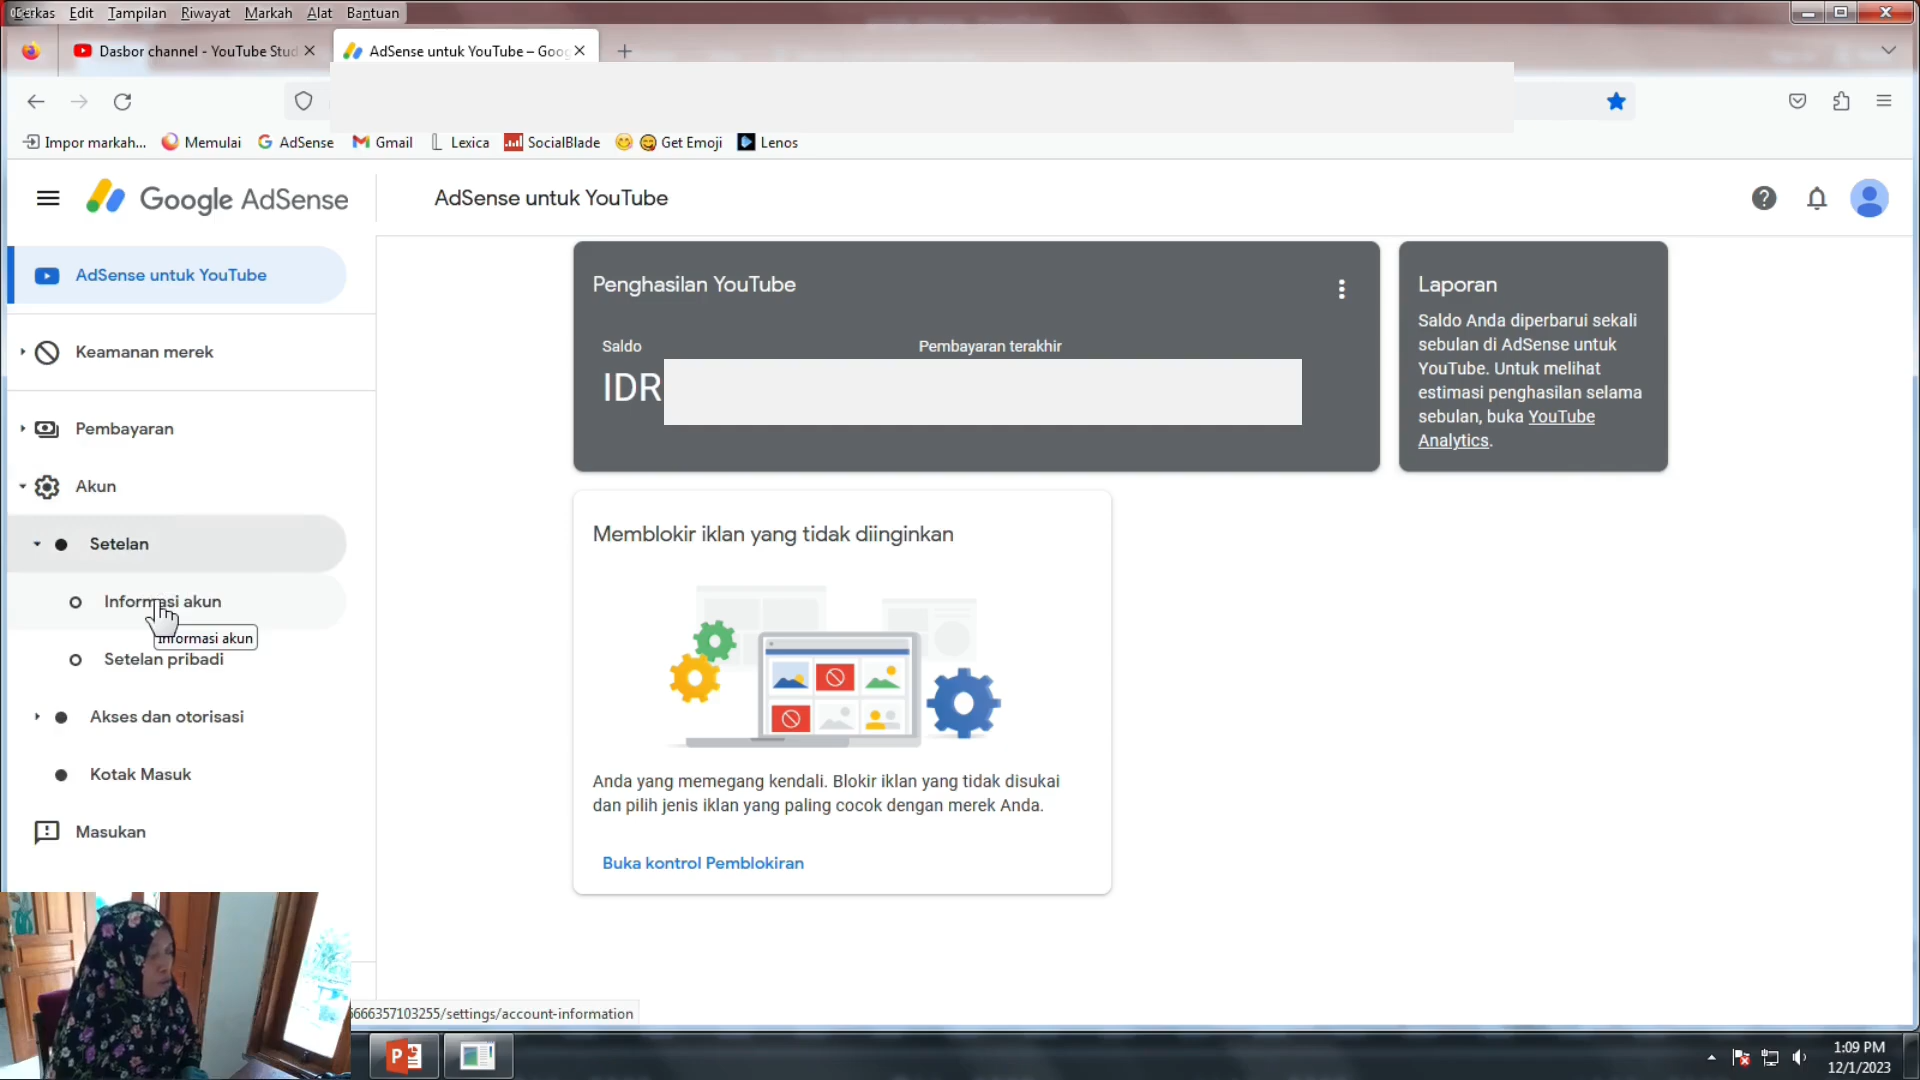 Berkas Edit Tampilan Riwayat Markah Alat Bantuan
Dasbor channel - YouTube Stud
AdSense untuk YouTube – Goog
Impor markah... Memulai AdSense Gmail Lexica SocialBlade Get Emoji Lenos
Google AdSense
AdSense untuk YouTube
AdSense untuk YouTube
Keamanan merek
Pembayaran
Akun
Setelan
Informasi akun
Informasi akun
Setelan pribadi
Akses dan otorisasi
Kotak Masuk
Masukan
Penghasilan YouTube
Saldo
Pembayaran terakhir
IDR
Laporan
Saldo Anda diperbarui sekali
sebulan di AdSense untuk
YouTube. Untuk melihat
estimasi penghasilan selama
sebulan, buka YouTube
Analytics.
Memblokir iklan yang tidak diinginkan
Anda yang memegang kendali. Blokir iklan yang tidak disukai
dan pilih jenis iklan yang paling cocok dengan merek Anda.
Buka kontrol Pemblokiran
6666357103255/settings/account-information
1:09 PM
12/1/2023